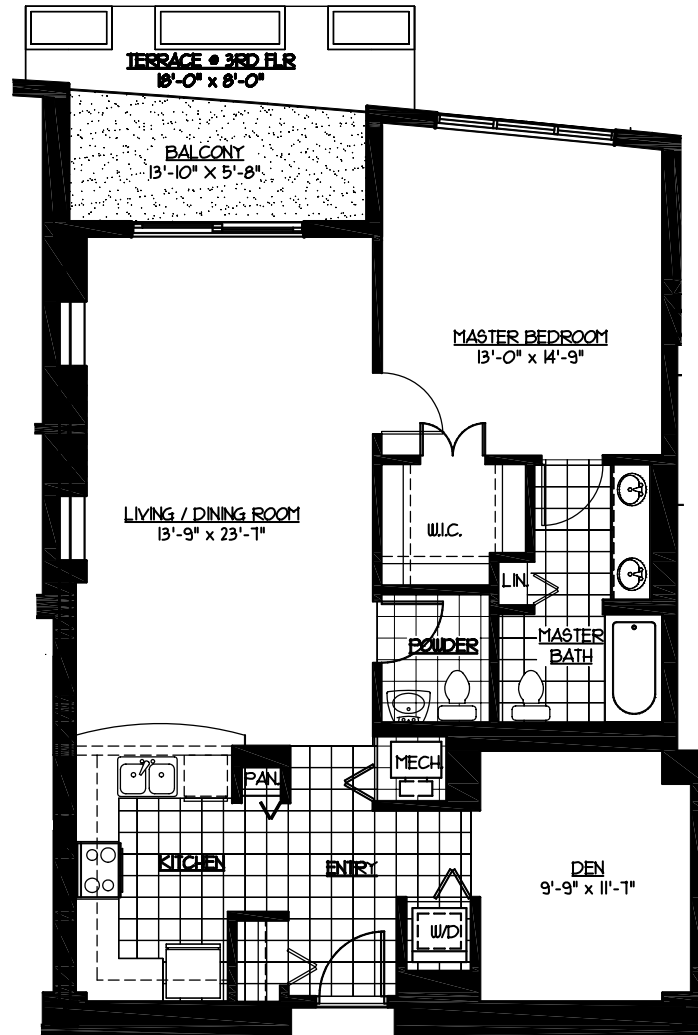 TERRACE @ 3RD FLR
18'-0" x 8'-0"
BALCONY
13'-10" X 5'-8"
MASTER BEDROOM
13'-0" x 14'-9"
LIVING / DINING ROOM
13'-9" x 23'-7"
W.I.C.
LIN.
POWDER
MASTER
BATH
MECH.
PAN.
KITCHEN
ENTRY
DEN
9'-9" x 11'-7"
W/D